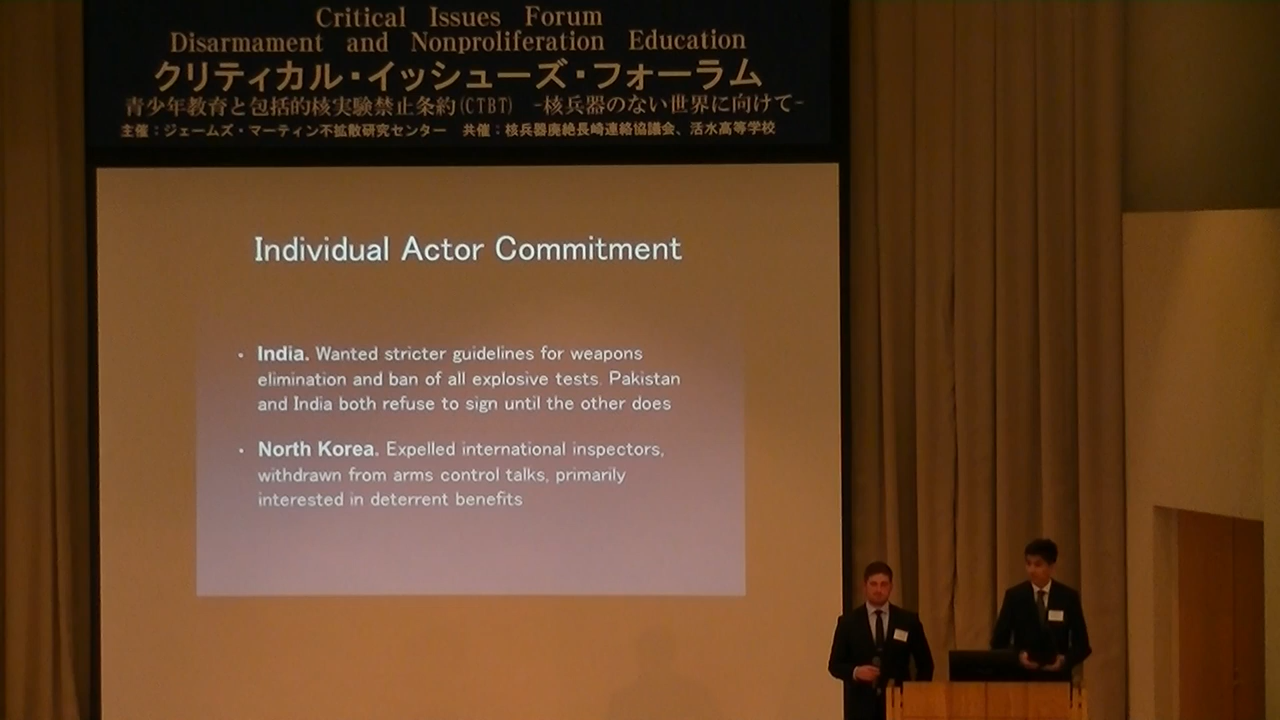 Critical Issues Forum
Disarmament and Nonproliferation Education
クリティカル・イッシューズ・フォーラム
青少年教育と包括的核実験禁止条約(CTBT) -核兵器のない世界に向けて-
主催：ジェームズ・マーティン不拡散研究センター 共催：核兵器廃絶長崎連絡協議会、活水高等学校
Individual Actor Commitment
• India. Wanted stricter guidelines for weapons
elimination and ban of all explosive tests. Pakistan
and India both refuse to sign until the other does
• North Korea. Expelled international inspectors,
withdrawn from arms control talks, primarily
interested in deterrent benefits